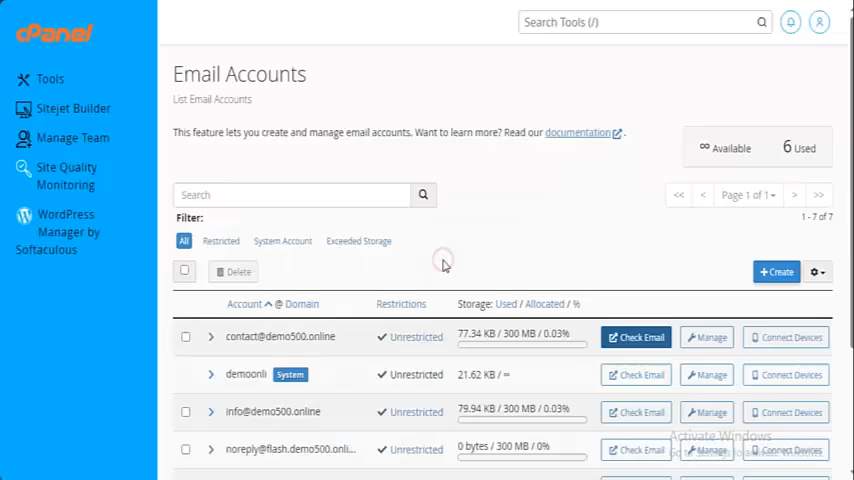 cPanel
Search Tools (/)
Tools
Sitejet Builder
Manage Team
Site Quality
Monitoring
WordPress
Manager by
Softaculous
Email Accounts
List Email Accounts
This feature lets you create and manage email accounts. Want to learn more? Read our documentation .
∞ Available 6 Used
Search
<< < Page 1 of 1 > >>
Filter:
1 - 7 of 7
All Restricted System Account Exceeded Storage
Delete + Create
Account @ Domain Restrictions Storage: Used / Allocated / %
contact@demo500.online Unrestricted 77.34 KB / 300 MB / 0.03% Check Email Manage Connect Devices
demoonli System Unrestricted 21.62 KB / ∞ Check Email Manage Connect Devices
info@demo500.online Unrestricted 79.94 KB / 300 MB / 0.03% Check Email Manage Connect Devices
Activate Windows
noreply@flash.demo500.onli... Unrestricted 0 bytes / 300 MB / 0% Check Email Manage Connect Devices